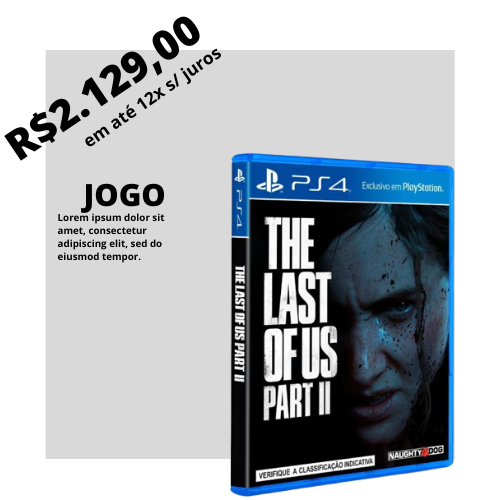 R$2.129,00
em até 12x s/ juros
JOGO
Lorem ipsum dolor sit
amet, consectetur
adipiscing elit, sed do
eiusmod tempor.
PS4
Exclusivo em PlayStation.
PS4
THE LAST OF US PART II
THE
LAST
OF US
PART II
NAUGHTY DOG
VERIFIQUE A CLASSIFICAÇÃO INDICATIVA